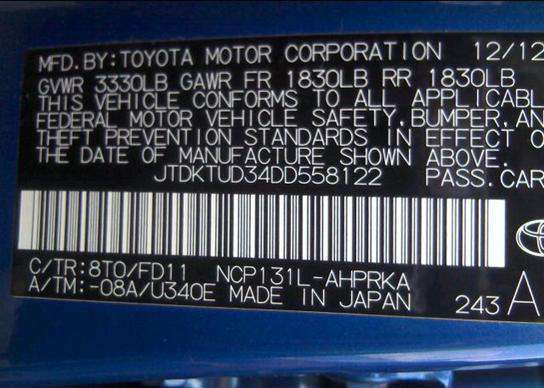 MFD. BY: TOYOTA MOTOR CORPORATION 12/12
GVWR 3330LB GAWR FR 1830LB RR 1830LB
THIS VEHICLE CONFORMS TO ALL APPLICABL
FEDERAL MOTOR VEHICLE SAFETY, BUMPER, AN
THEFT PREVENTION STANDARDS IN EFFECT O
THE DATE OF MANUFACTURE SHOWN ABOVE.
JTDKTUD34DD558122 PASS. CAR
C/TR: 8T0/FD11 NCP131L-AHPRKA
A/TM: -08A/U340E MADE IN JAPAN 243 A